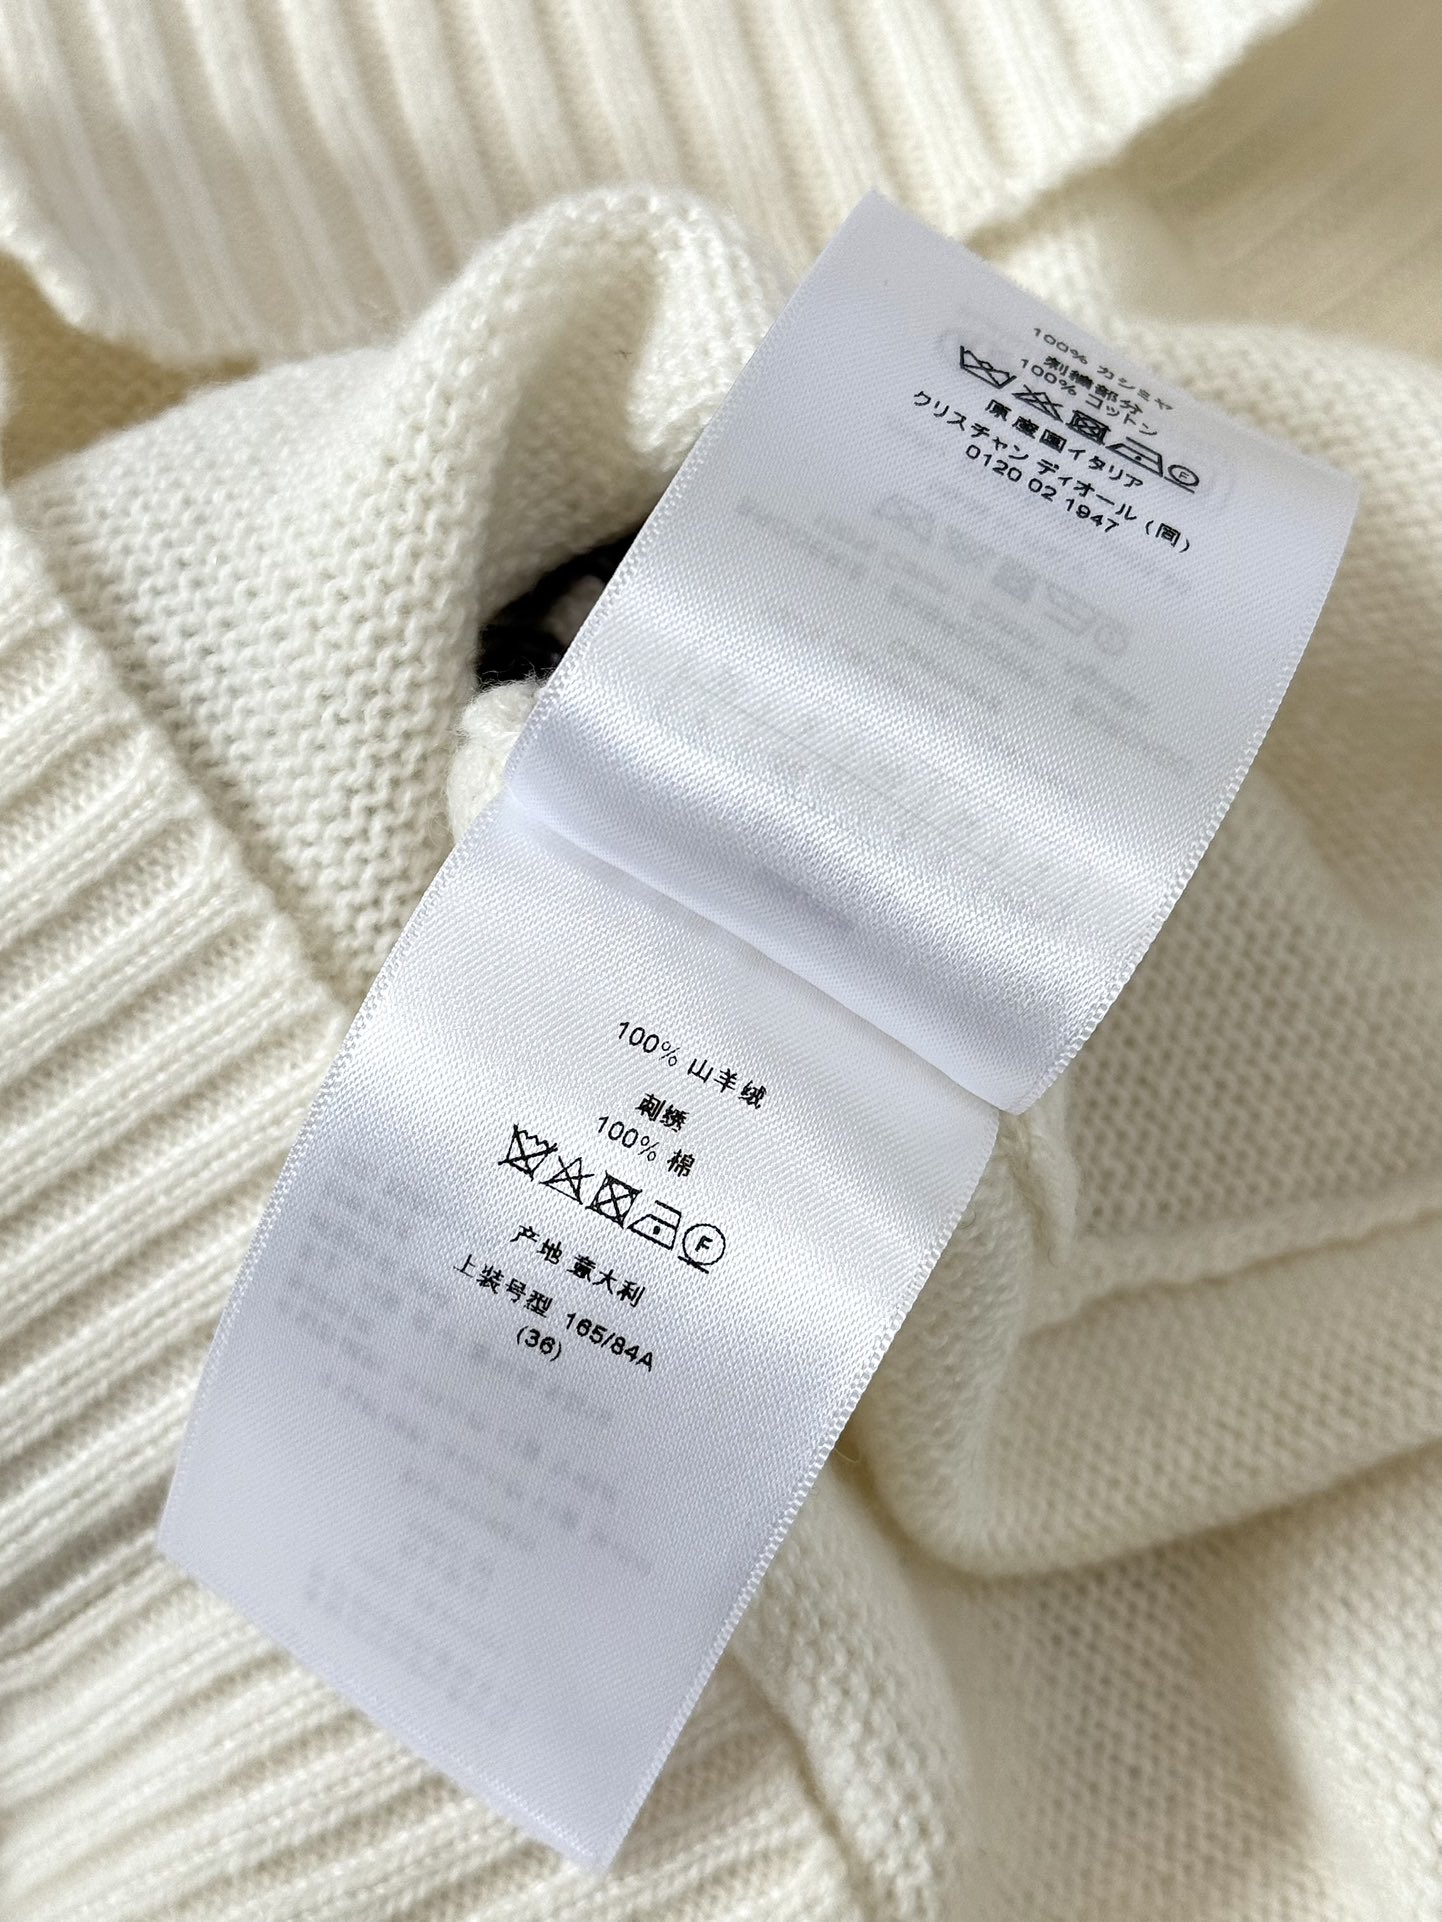 100% カシミヤ
刺繍部分
100% コットン
原産国イタリア
クリスチャン ディオール (同)
0120 02 1947
100% 山羊绒
刺绣
100% 棉
F
产地 意大利
上装号型 165/84A
(36)